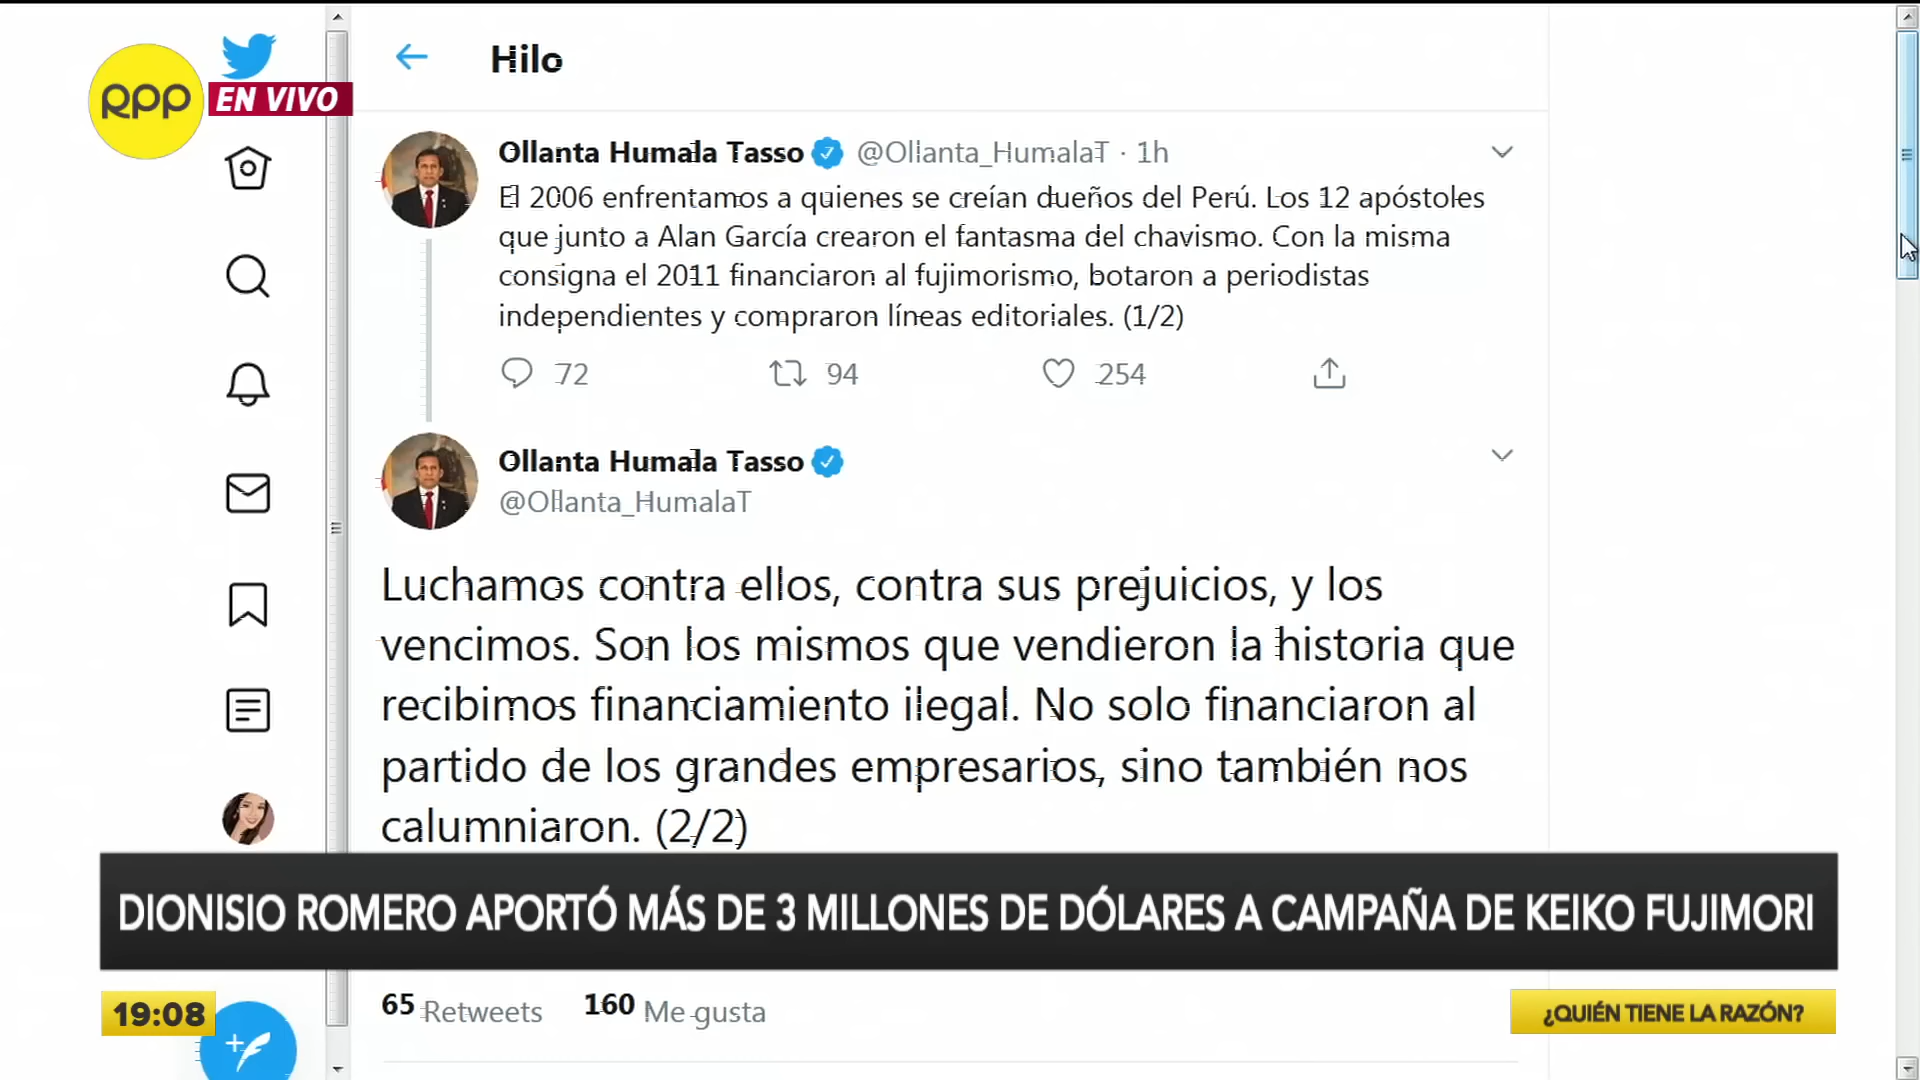 rpp
EN VIVO
Hilo
Ollanta Humala Tasso @Ollanta_HumalaT · 1h
El 2006 enfrentamos a quienes se creían dueños del Perú. Los 12 apóstoles
que junto a Alan García crearon el fantasma del chavismo. Con la misma
consigna el 2011 financiaron al fujimorismo, botaron a periodistas
independientes y compraron líneas editoriales. (1/2)
72 94 254
Ollanta Humala Tasso
@Ollanta_HumalaT
Luchamos contra ellos, contra sus prejuicios, y los
vencimos. Son los mismos que vendieron la historia que
recibimos financiamiento ilegal. No solo financiaron al
partido de los grandes empresarios, sino también nos
calumniaron. (2/2)
DIONISIO ROMERO APORTÓ MÁS DE 3 MILLONES DE DÓLARES A CAMPAÑA DE KEIKO FUJIMORI
65 Retweets 160 Me gusta
19:08
¿QUIÉN TIENE LA RAZÓN?